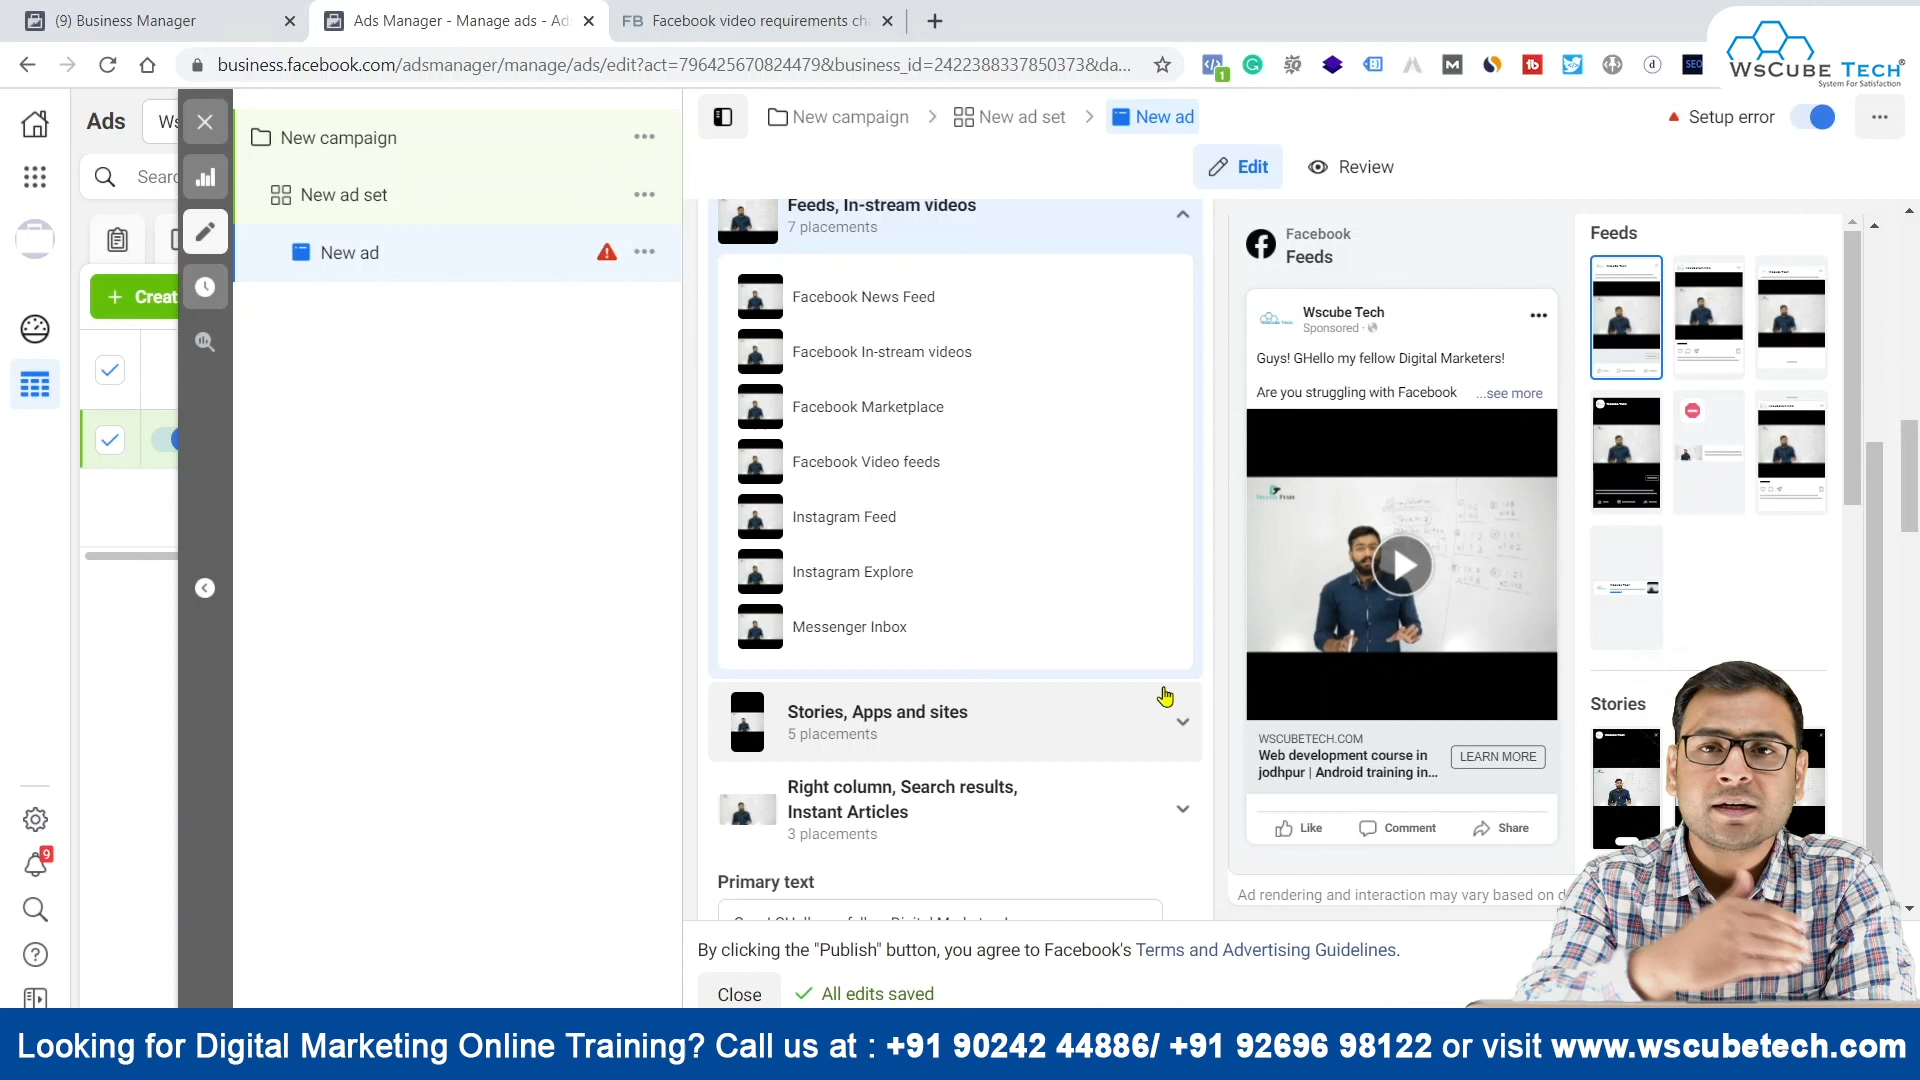 (9) Business Manager
Ads Manager - Manage ads - Ad
FB Facebook video requirements ch
business.facebook.com/adsmanager/manage/ads/edit?act=796425670824479&business_id=242238833785037&da...
1
SEO
WsCube Tech®
System For Satisfaction
Ads
Ws
Searc
+ Creat
9
New campaign
New ad set
New ad
New campaign > New ad set > New ad
Setup error
Edit
Review
Feeds, In-stream videos
7 placements
Facebook News Feed
Facebook In-stream videos
Facebook Marketplace
Facebook Video feeds
Instagram Feed
Instagram Explore
Messenger Inbox
Stories, Apps and sites
5 placements
Right column, Search results,
Instant Articles
3 placements
Primary text
Facebook
Feeds
Wscube Tech
Sponsored ·
Guys! GHello my fellow Digital Marketers!
Are you struggling with Facebook ...see more
WSCUBETECH.COM
Web development course in
jodhpur | Android training in...
LEARN MORE
Like
Comment
Share
Ad rendering and interaction may vary based on d
Feeds
Stories
By clicking the "Publish" button, you agree to Facebook's Terms and Advertising Guidelines.
Close
All edits saved
Looking for Digital Marketing Online Training? Call us at : +91 90242 44886/ +91 92696 98122 or visit www.wscubetech.com